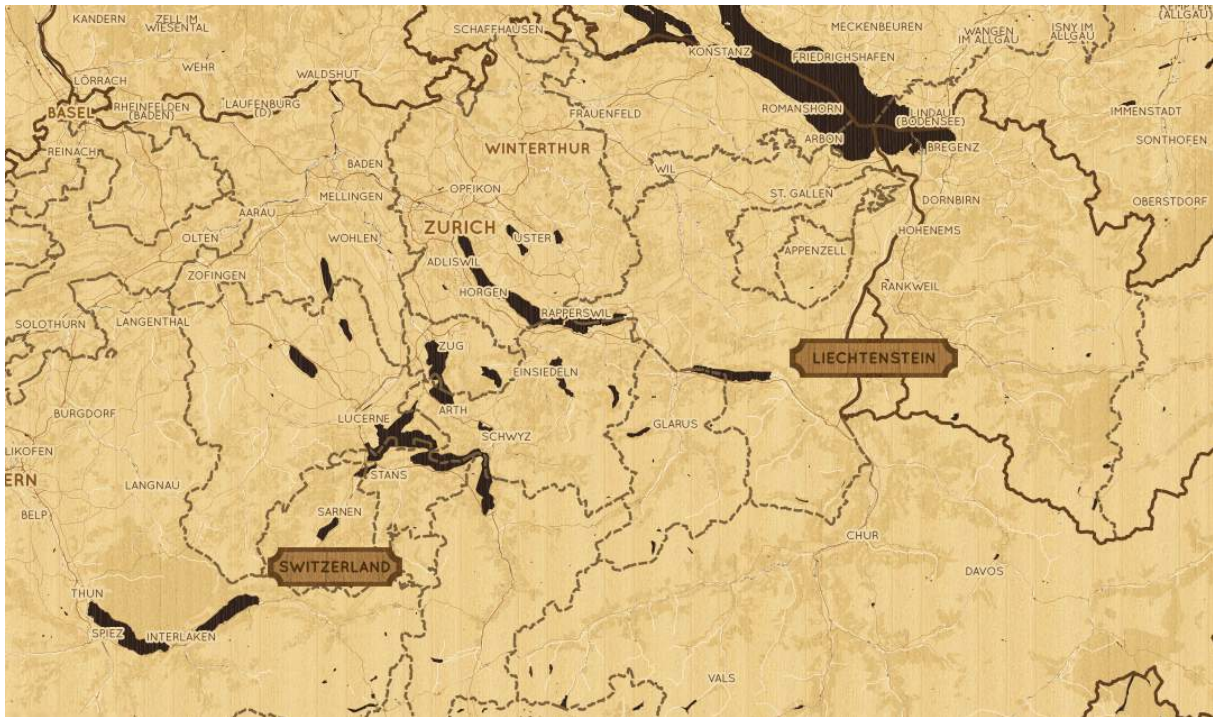 KANDERN
ZELL IM
WIESENTAL
SCHAFFHAUSEN
MECKENBEUREN
WANGEN
IM ALLGÄU
ISNY IM
ALLGÄU
(ALLGÄU)
KONSTANZ
FRIEDRICHSHAFEN
LÖRRACH
WEHR
WALDSHUT
BASEL
RHEINFELDEN
(BADEN)
LAUFENBURG
(D)
FRAUENFELD
ROMANSHORN
LINDAU
(BODENSEE)
IMMENSTADT
ARBON
BREGENZ
SONTHOFEN
REINACH
BADEN
WINTERTHUR
WIL
MELLINGEN
OPFIKON
ST. GALLEN
DORNBIRN
OBERSTDORF
AARAU
ZURICH
USTER
HOHENEMS
OLTEN
WOHLEN
APPENZELL
ADLISWIL
ZOFINGEN
HORGEN
RANKWEIL
SOLOTHURN
LANGENTHAL
RAPPERSWIL
ZUG
LIECHTENSTEIN
EINSIEDELN
BURGDORF
LUCERNE
ARTH
GLARUS
SCHWYZ
LIKOFEN
ERN
LANGNAU
STANS
BELP
SARNEN
CHUR
SWITZERLAND
DAVOS
THUN
SPIEZ
INTERLAKEN
VALS